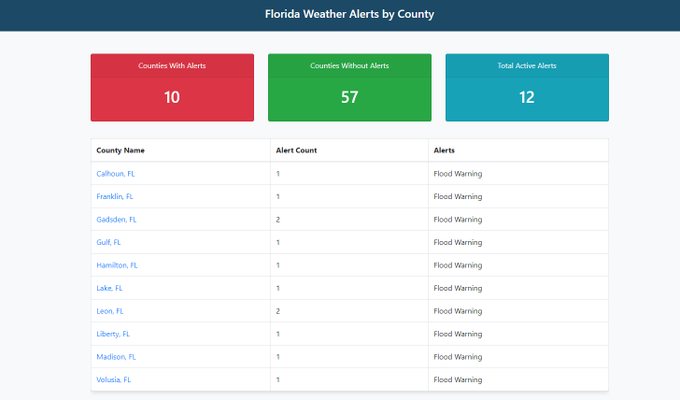 Florida Weather Alerts by County
Counties With Alerts
10
Counties Without Alerts
57
Total Active Alerts
12
County Name Alert Count Alerts
Calhoun, FL 1 Flood Warning
Franklin, FL 1 Flood Warning
Gadsden, FL 2 Flood Warning
Gulf, FL 1 Flood Warning
Hamilton, FL 1 Flood Warning
Lake, FL 1 Flood Warning
Leon, FL 2 Flood Warning
Liberty, FL 1 Flood Warning
Madison, FL 1 Flood Warning
Volusia, FL 1 Flood Warning